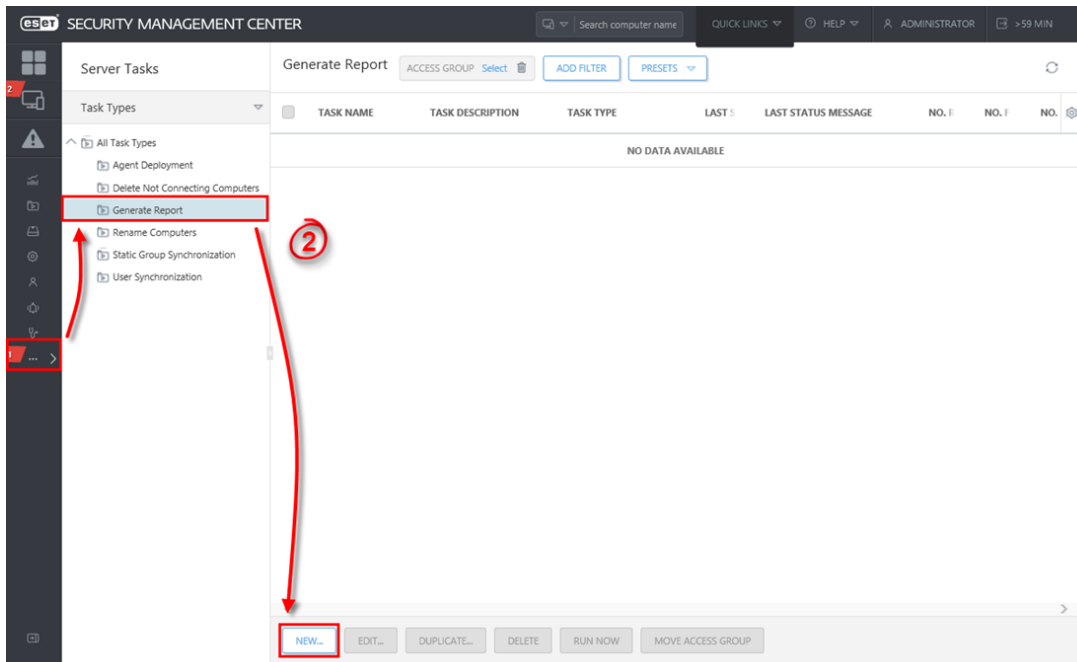 eset SECURITY MANAGEMENT CENTER
Search computer name
QUICK LINKS
HELP
ADMINISTRATOR
>59 MIN
2
Server Tasks
Generate Report
ACCESS GROUP Select
ADD FILTER
PRESETS
Task Types
TASK NAME
TASK DESCRIPTION
TASK TYPE
LAST
LAST STATUS MESSAGE
NO.
NO.
NO.
NO DATA AVAILABLE
All Task Types
Agent Deployment
Delete Not Connecting Computers
Generate Report
Rename Computers
Static Group Synchronization
User Synchronization
2
...
NEW...
EDIT...
DUPLICATE...
DELETE
RUN NOW
MOVE ACCESS GROUP